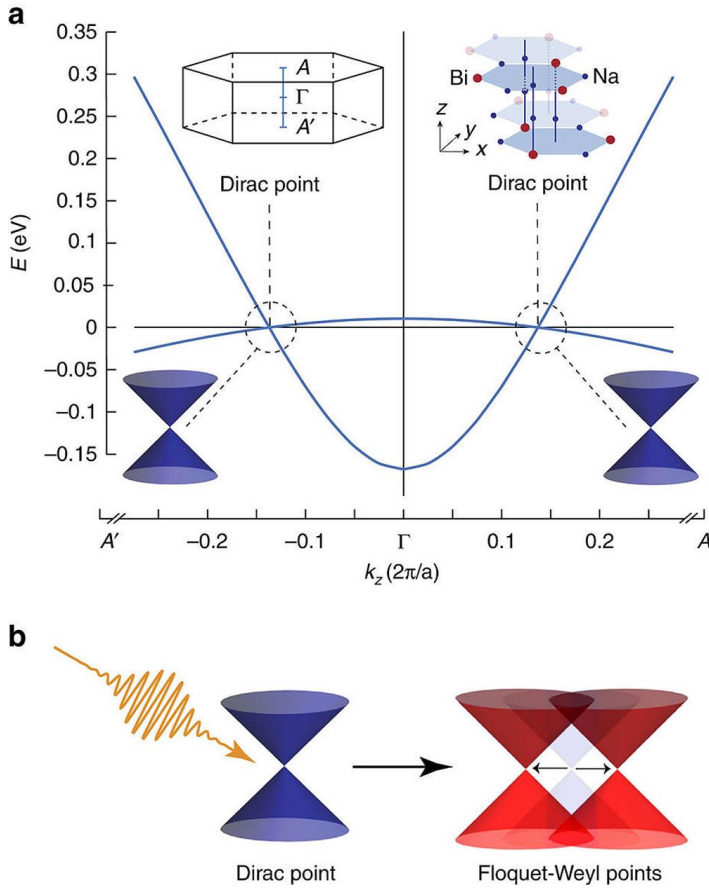 a
0.35
0.3
0.25
0.2
0.15
0.1
0.05
0
–0.05
–0.1
–0.15
E (eV)
A
Γ
A′
Bi
Na
z
y
x
Dirac point
Dirac point
A′
–0.2
–0.1
Γ
0.1
0.2
A
kz (2π/a)
b
Dirac point
Floquet-Weyl points